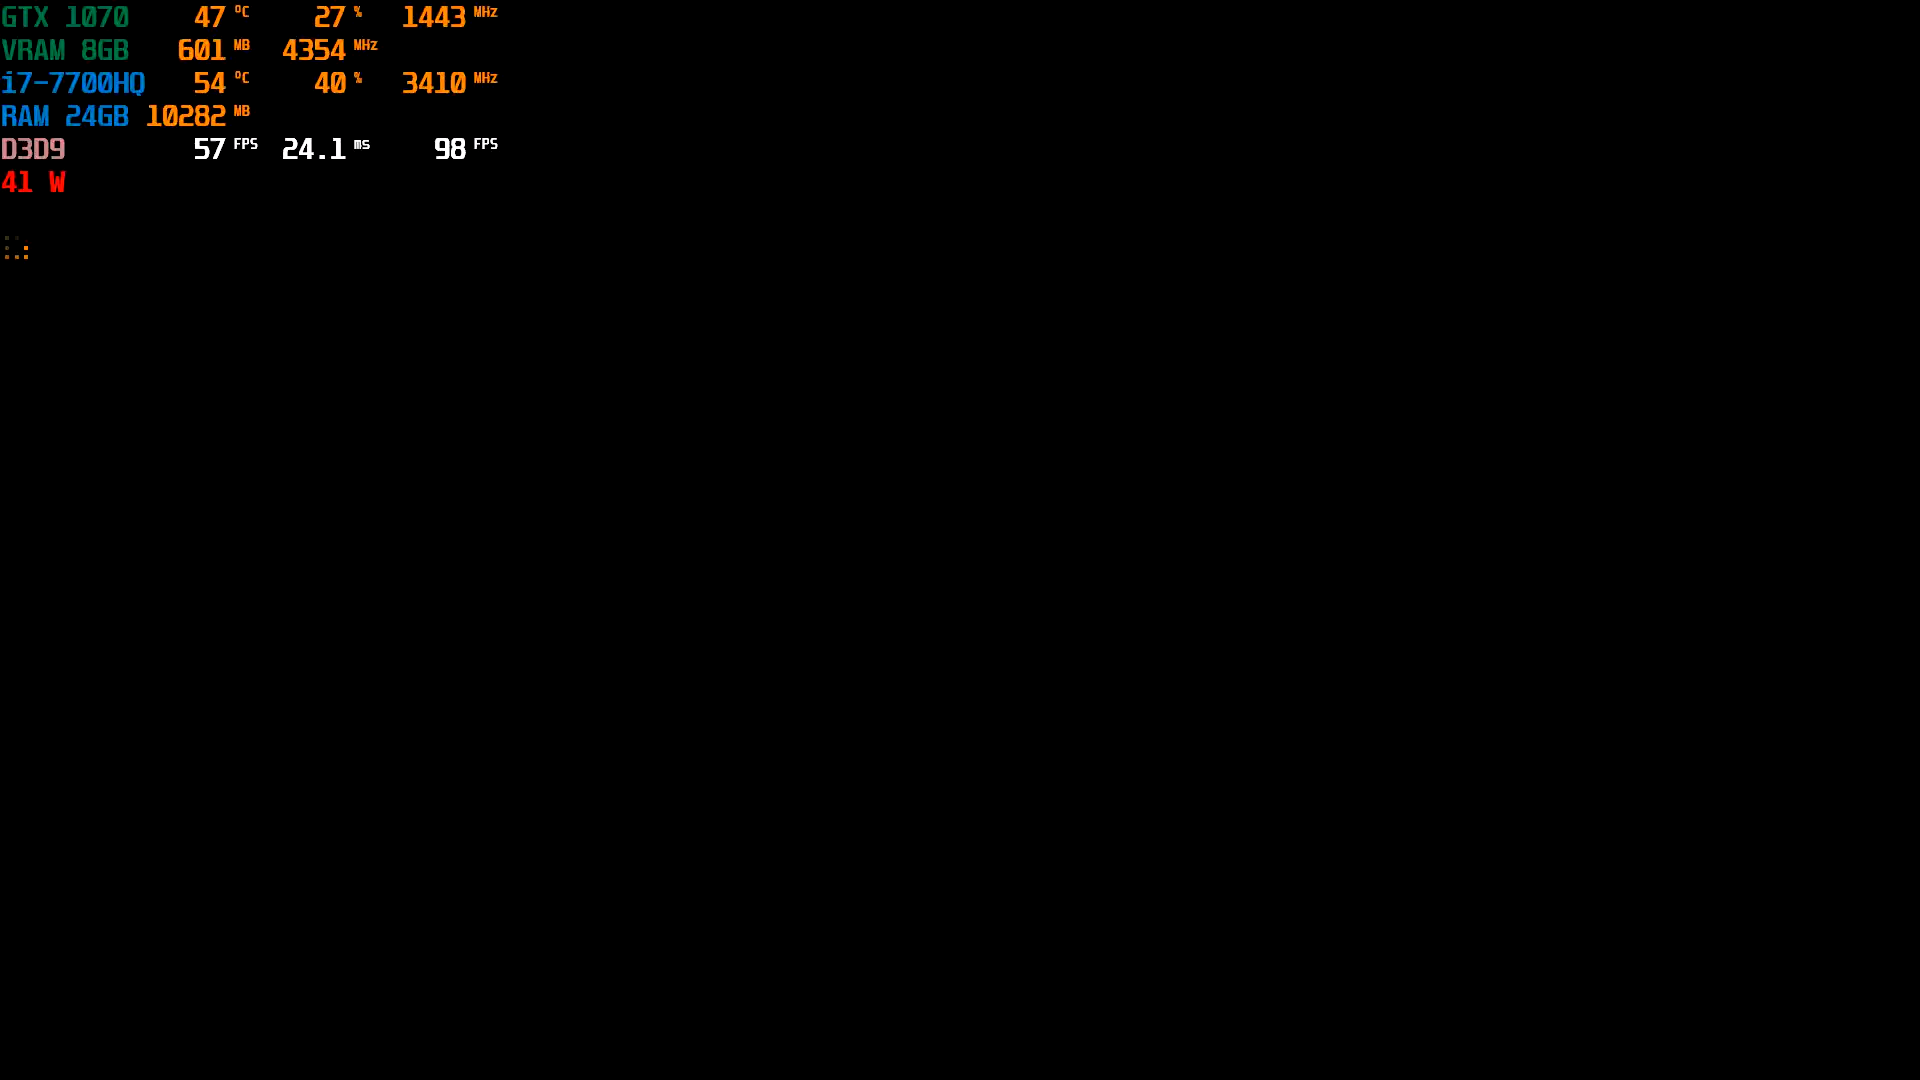 GTX 1070 47 °C 27 % 1443 MHz
VRAM 8GB 601 MB 4354 MHz
i7-7700HQ 54 °C 40 % 3410 MHz
RAM 24GB 10282 MB
D3D9 57 FPS 24.1 ms 98 FPS
41 W